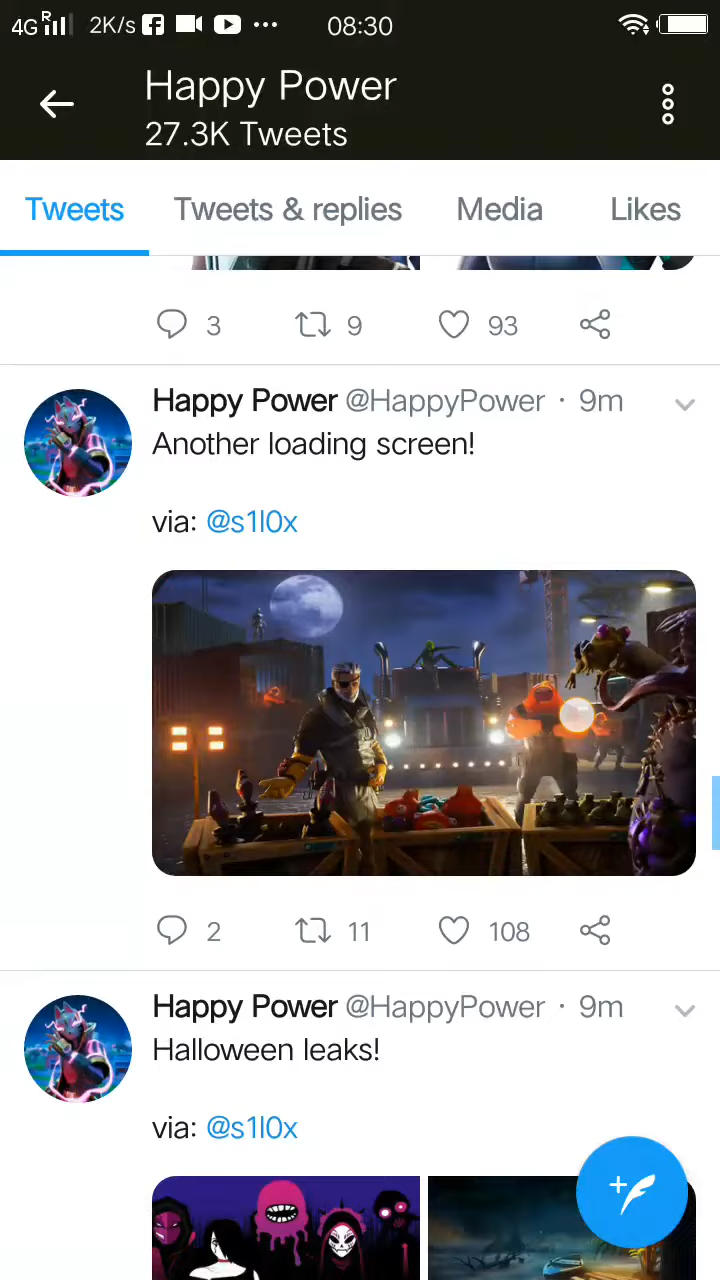 4G R 2K/s 08:30
Happy Power
27.3K Tweets
Tweets Tweets & replies Media Likes
3 9 93
Happy Power @HappyPower · 9m
Another loading screen!
via: @s1l0x
2 11 108
Happy Power @HappyPower · 9m
Halloween leaks!
via: @s1l0x